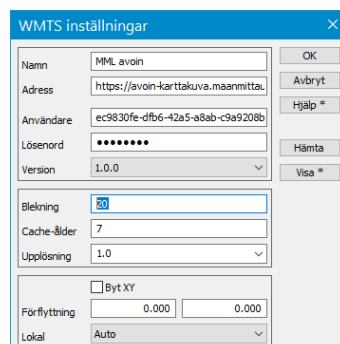 WMTS inställningar
Namn MML avoin OK
Adress https://avoin-karttakuva.maanmittau Avbryt
Hjälp *
Användare ec9830fe-dfb6-42a5-a8ab-c9a9208b
Lösenord ●●●●●●●● Hämta
Version 1.0.0 Visa *
Blekning 20
Cache-ålder 7
Upplösning 1.0
Byt XY
Förflyttning 0.000 0.000
Lokal Auto